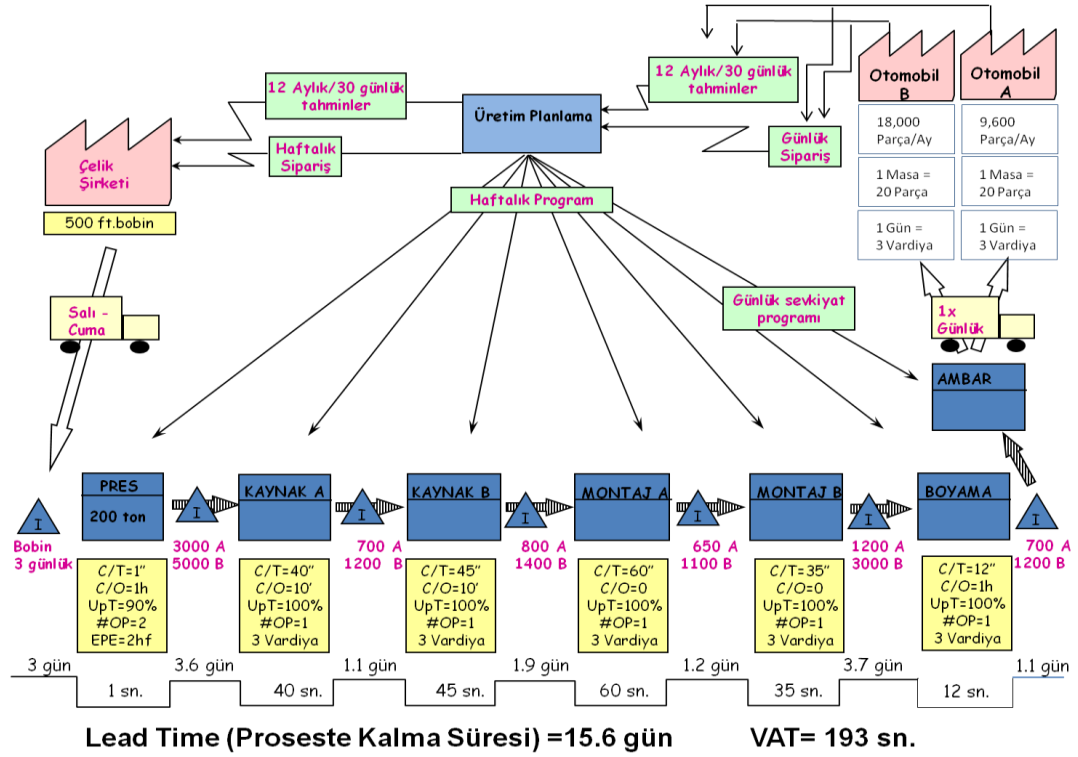 12 Aylık/30 günlük
tahminler
Haftalık
Sipariş
Üretim Planlama
12 Aylık/30 günlük
tahminler
Günlük
Sipariş
Otomobil
B
Otomobil
A
18,000
Parça/Ay
9,600
Parça/Ay
1 Masa =
20 Parça
1 Masa =
20 Parça
1 Gün =
3 Vardiya
1 Gün =
3 Vardiya
Çelik
Şirketi
500 ft.bobin
Haftalık Program
Salı -
Cuma
Günlük sevkiyat
programı
1x
Günlük
AMBAR
I
Bobin
3 günlük
PRES
200 ton
I
3000 A
5000 B
KAYNAK A
I
700 A
1200 B
KAYNAK B
I
800 A
1400 B
MONTAJ A
I
650 A
1100 B
MONTAJ B
I
1200 A
3000 B
BOYAMA
I
700 A
1200 B
C/T=1”
C/O=1h
UpT=90%
#OP=2
EPE=2hf
C/T=40”
C/O=10’
UpT=100%
#OP=1
3 Vardiya
C/T=45”
C/O=10’
UpT=100%
#OP=1
3 Vardiya
C/T=60”
C/O=0
UpT=100%
#OP=1
3 Vardiya
C/T=35”
C/O=0
UpT=100%
#OP=1
3 Vardiya
C/T=12”
C/O=1h
UpT=100%
#OP=1
3 Vardiya
3 gün
3.6 gün
1.1 gün
1.9 gün
1.2 gün
3.7 gün
1.1 gün
1 sn.
40 sn.
45 sn.
60 sn.
35 sn.
12 sn.
Lead Time (Proseste Kalma Süresi) =15.6 gün
VAT= 193 sn.